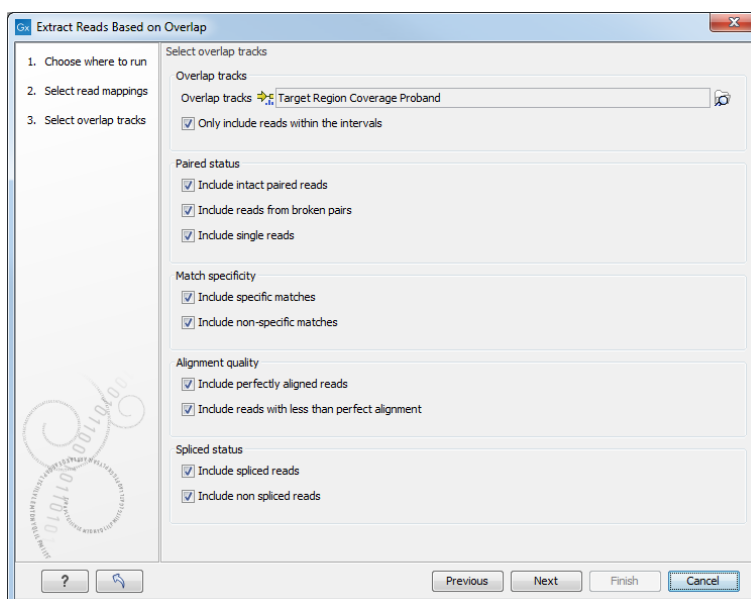 Gx Extract Reads Based on Overlap
1. Choose where to run
2. Select read mappings
3. Select overlap tracks
Select overlap tracks
Overlap tracks
Overlap tracks Target Region Coverage Proband
Only include reads within the intervals
Paired status
Include intact paired reads
Include reads from broken pairs
Include single reads
Match specificity
Include specific matches
Include non-specific matches
Alignment quality
Include perfectly aligned reads
Include reads with less than perfect alignment
Spliced status
Include spliced reads
Include non spliced reads
? Previous Next Finish Cancel